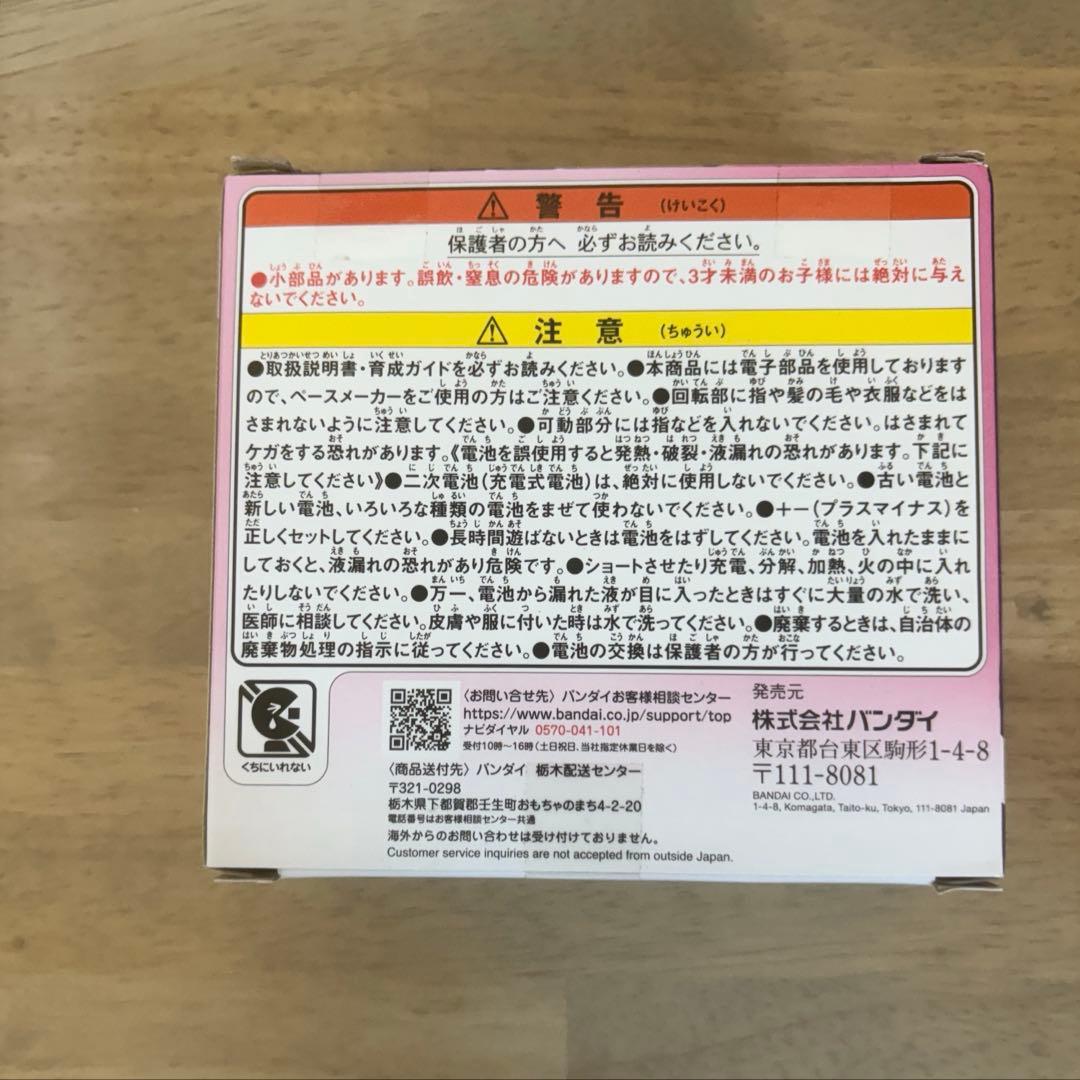 ⚠ 警告 (けいこく)
保護者の方へ 必ずお読みください。
●小部品があります。誤飲・窒息の危険がありますので、3才未満のお子様には絶対に与え
ないでください。
⚠ 注意 (ちゅうい)
●取扱説明書・育成ガイドを必ずお読みください。●本商品には電子部品を使用しております
ので、ペースメーカーをご使用の方はご注意ください。●回転部に指や髪の毛や衣服などをは
さまれないように注意してください。●可動部分には指などを入れないでください。はさまれて
ケガをする恐れがあります。《電池を誤使用すると発熱・破裂・液漏れの恐れがあります。下記に
注意してください》●二次電池(充電式電池)は、絶対に使用しないでください。●古い電池と
新しい電池、いろいろな種類の電池をまぜて使わないでください。●＋－(プラスマイナス)を
正しくセットしてください。●長時間遊ばないときは電池をはずしてください。電池を入れたままに
しておくと、液漏れの恐れがあり危険です。●ショートさせたり充電、分解、加熱、火の中に入れ
たりしないでください。●万一、電池から漏れた液が目に入ったときはすぐに大量の水で洗い、
医師に相談してください。皮膚や服に付いた時は水で洗ってください。●廃棄するときは、自治体の
廃棄物処理の指示に従ってください。●電池の交換は保護者の方が行ってください。
くちにいれない
〈お問い合せ先〉バンダイお客様相談センター
https://www.bandai.co.jp/support/top
ナビダイヤル 0570-041-101
受付10時～16時(土日祝日、当社指定休業日を除く)
〈商品送付先〉バンダイ 栃木配送センター
〒321-0298
栃木県下都賀郡壬生町おもちゃのまち4-2-20
電話番号はお客様相談センター共通
海外からのお問い合わせは受け付けておりません。
Customer service inquiries are not accepted from outside Japan.
発売元
株式会社バンダイ
東京都台東区駒形1-4-8
〒111-8081
BANDAI CO.,LTD.
1-4-8, Komagata, Taito-ku, Tokyo, 111-8081 Japan